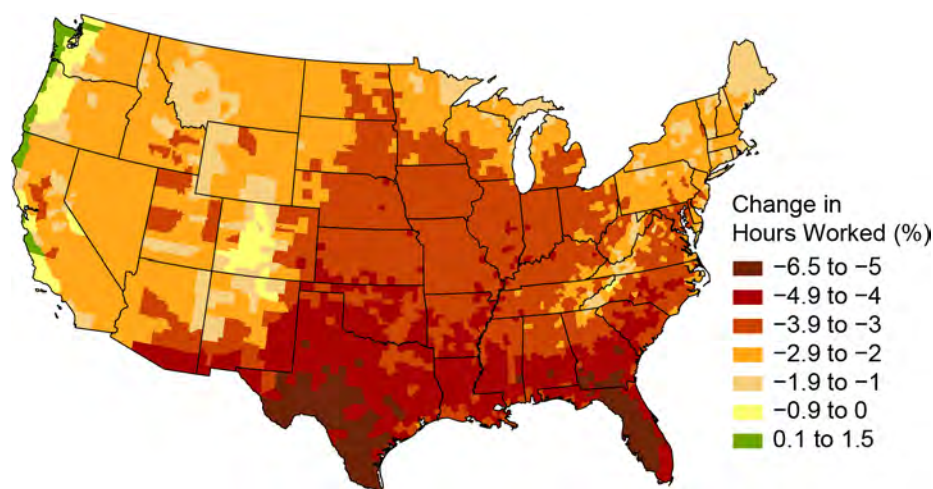 Change in
Hours Worked (%)
−6.5 to −5
−4.9 to −4
−3.9 to −3
−2.9 to −2
−1.9 to −1
−0.9 to 0
0.1 to 1.5